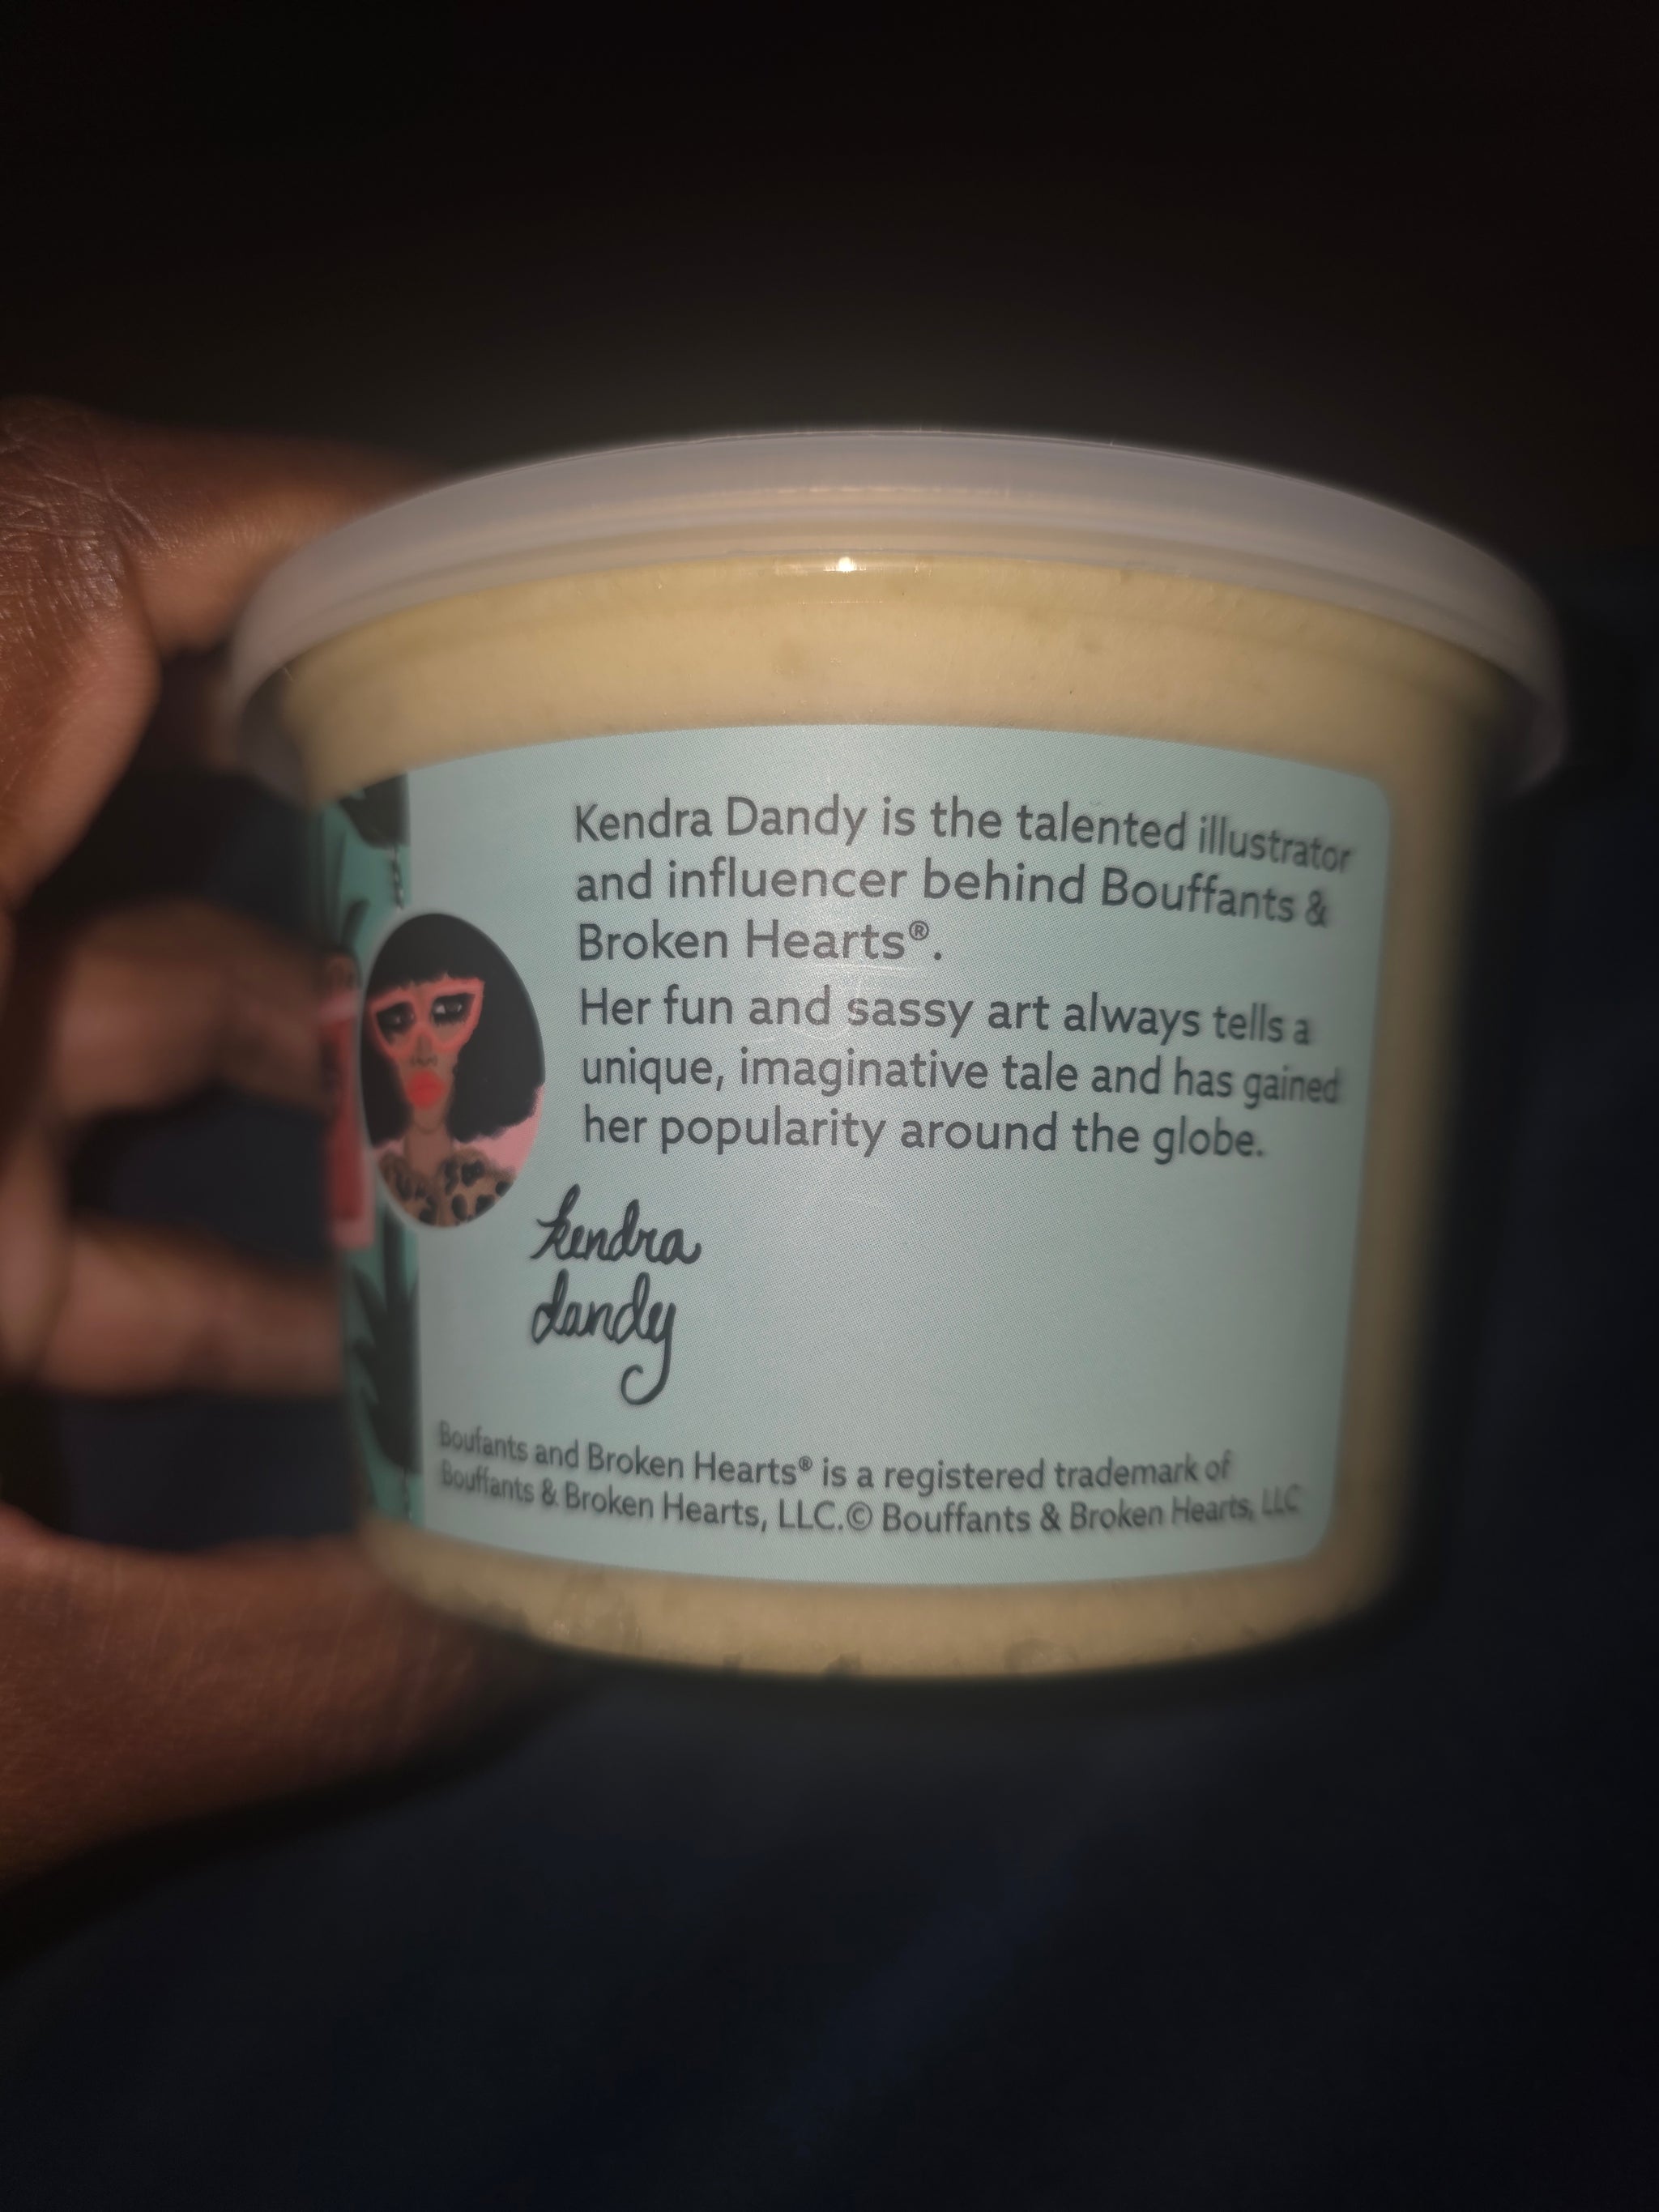 Kendra Dandy is the talented illustrator
and influencer behind Bouffants &
Broken Hearts®.
Her fun and sassy art always tells a
unique, imaginative tale and has gained
her popularity around the globe.
kendra
dandy
Boufants and Broken Hearts® is a registered trademark of
Bouffants & Broken Hearts, LLC.© Bouffants & Broken Hearts, LLC